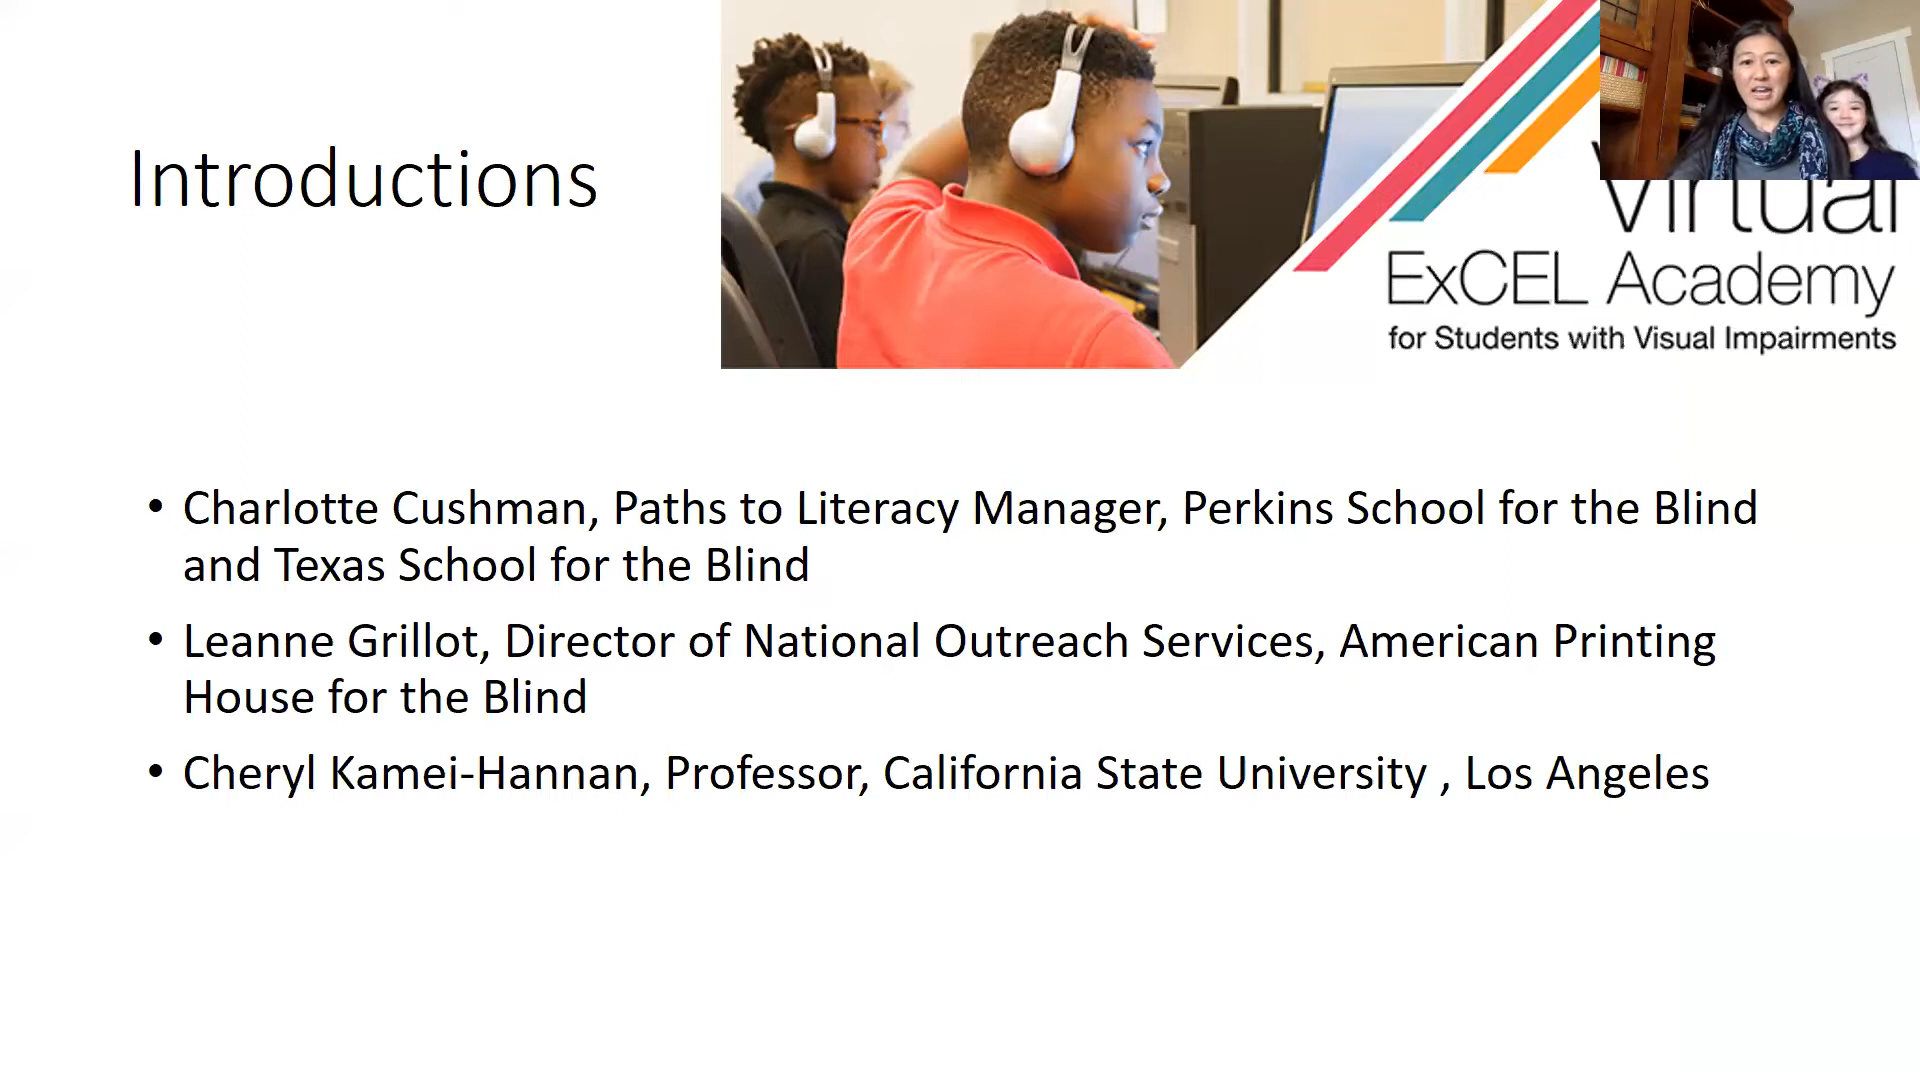 Introductions
Virtual
ExCEL Academy
for Students with Visual Impairments
• Charlotte Cushman, Paths to Literacy Manager, Perkins School for the Blind
and Texas School for the Blind
• Leanne Grillot, Director of National Outreach Services, American Printing
House for the Blind
• Cheryl Kamei-Hannan, Professor, California State University , Los Angeles